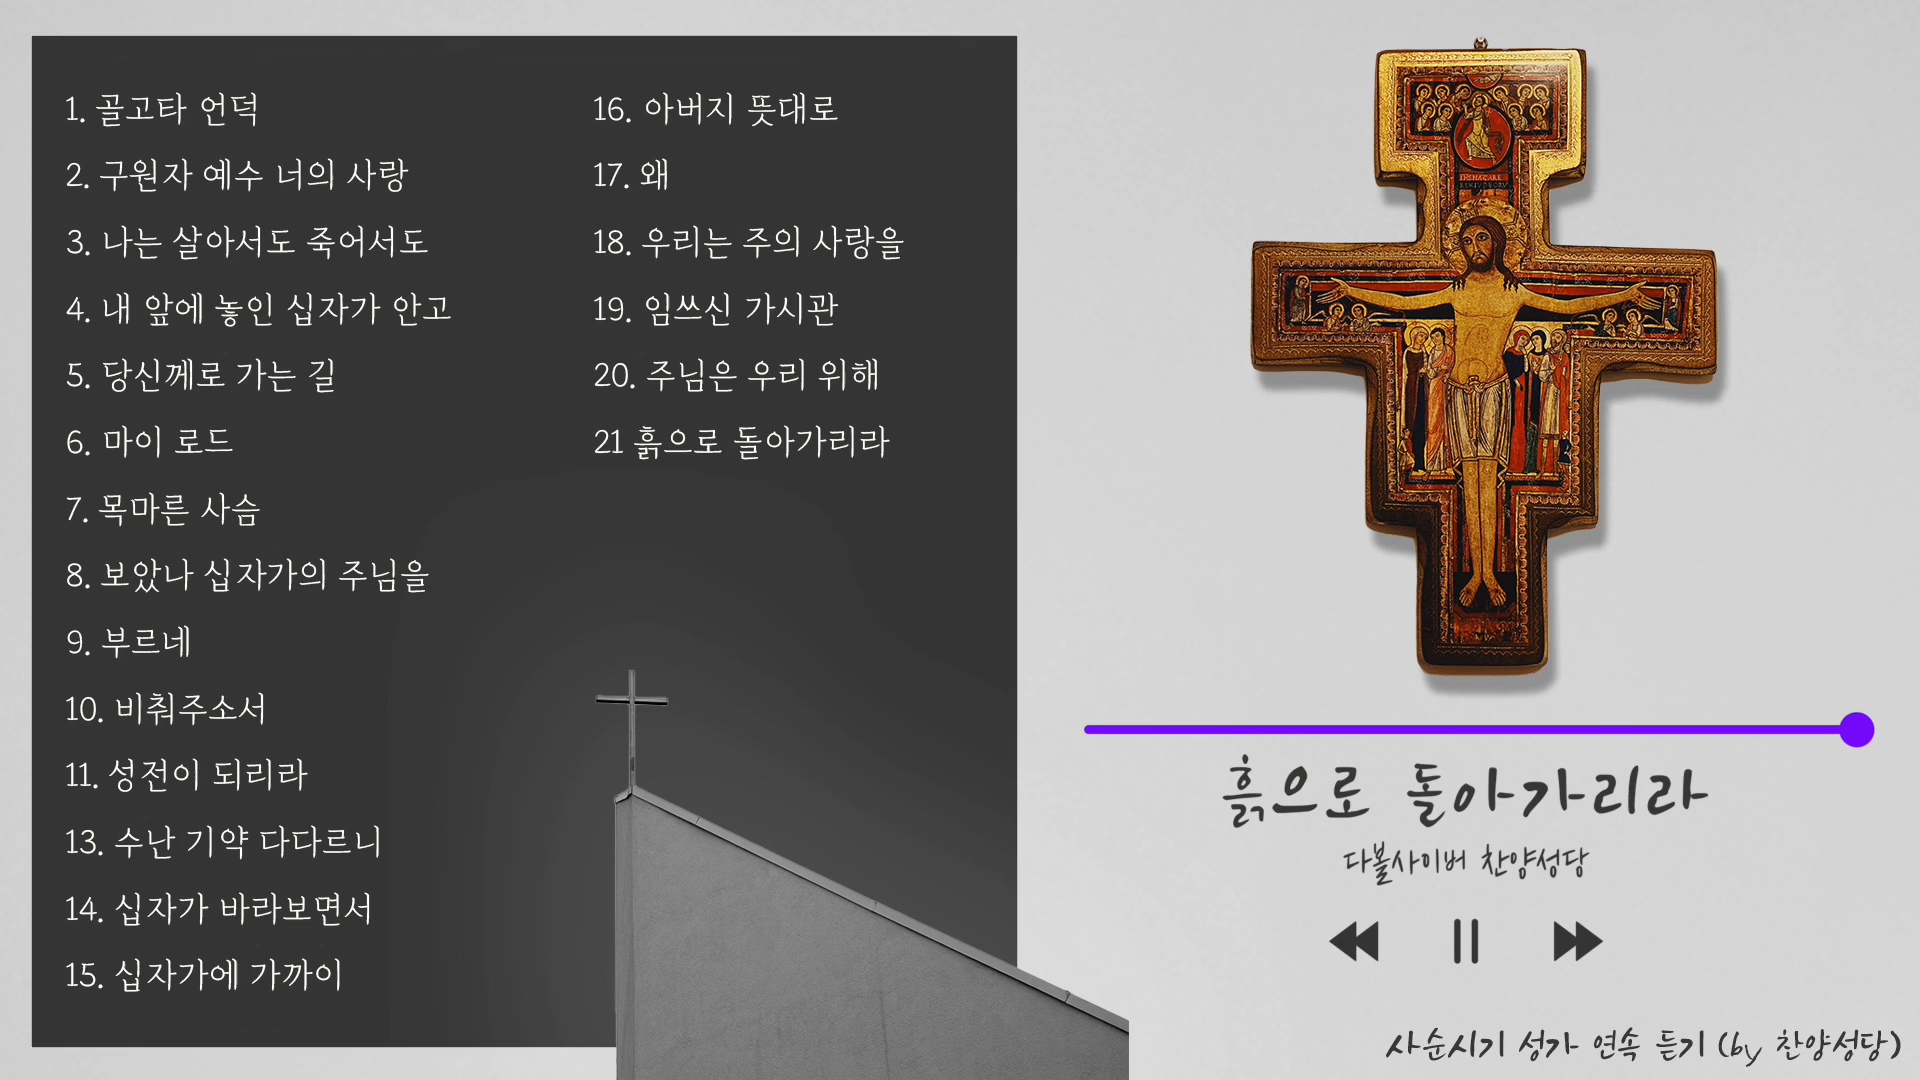 1. 골고타 언덕
2. 구원자 예수 너의 사랑
3. 나는 살아서도 죽어서도
4. 내 앞에 놓인 십자가 안고
5. 당신께로 가는 길
6. 마이 로드
7. 목마른 사슴
8. 보았나 십자가의 주님을
9. 부르네
10. 비춰주소서
11. 성전이 되리라
13. 수난 기약 다다르니
14. 십자가 바라보면서
15. 십자가에 가까이
16. 아버지 뜻대로
17. 왜
18. 우리는 주의 사랑을
19. 임쓰신 가시관
20. 주님은 우리 위해
21 흙으로 돌아가리라
흙으로 돌아가리라
다볼사이버 찬양성당
사순시기 성가 연속 듣기 (by 찬양성당)